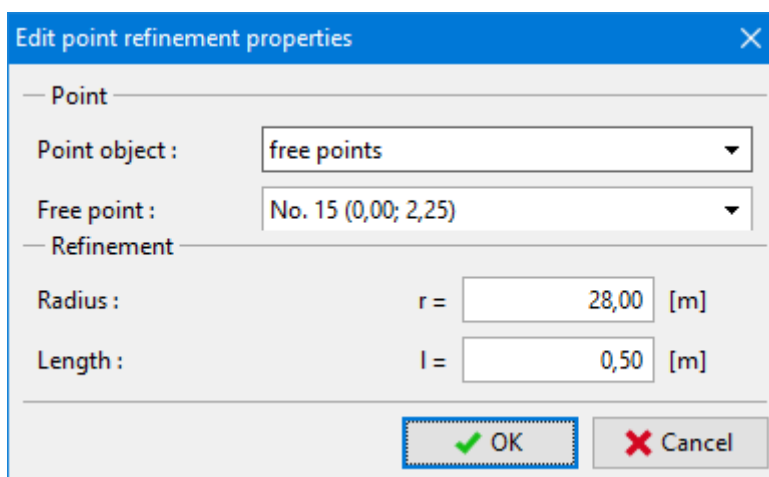 Edit point refinement properties
Point
Point object : free points
Free point : No. 15 (0,00; 2,25)
Refinement
Radius : r = 28,00 [m]
Length : l = 0,50 [m]
OK Cancel